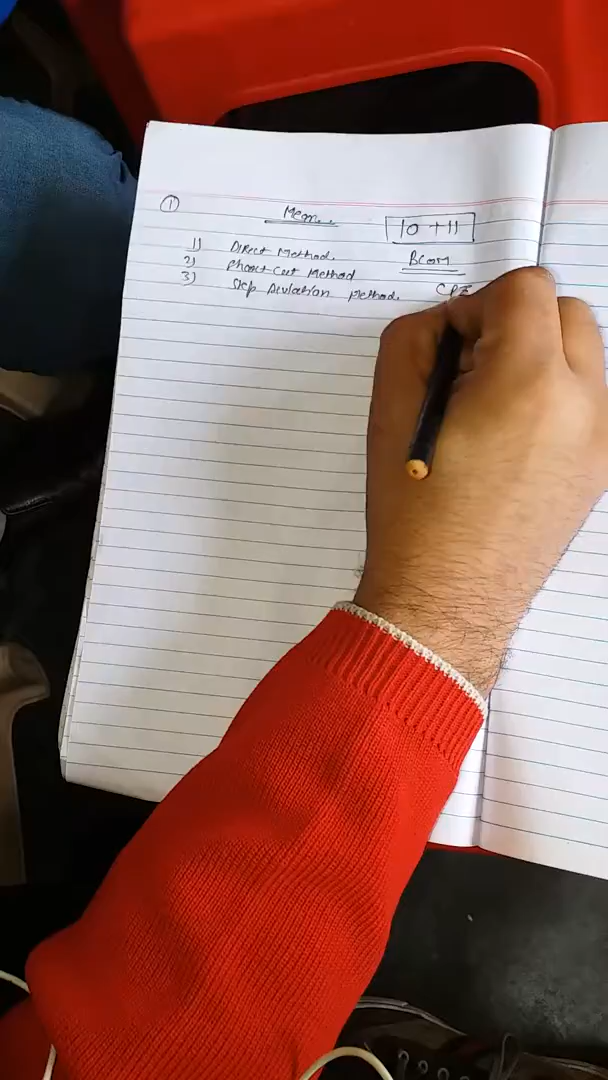 ① Mean
10 + 11
1) Direct Method.
BCOM
2) Short-Cut Method
3) Step Deviation Method.